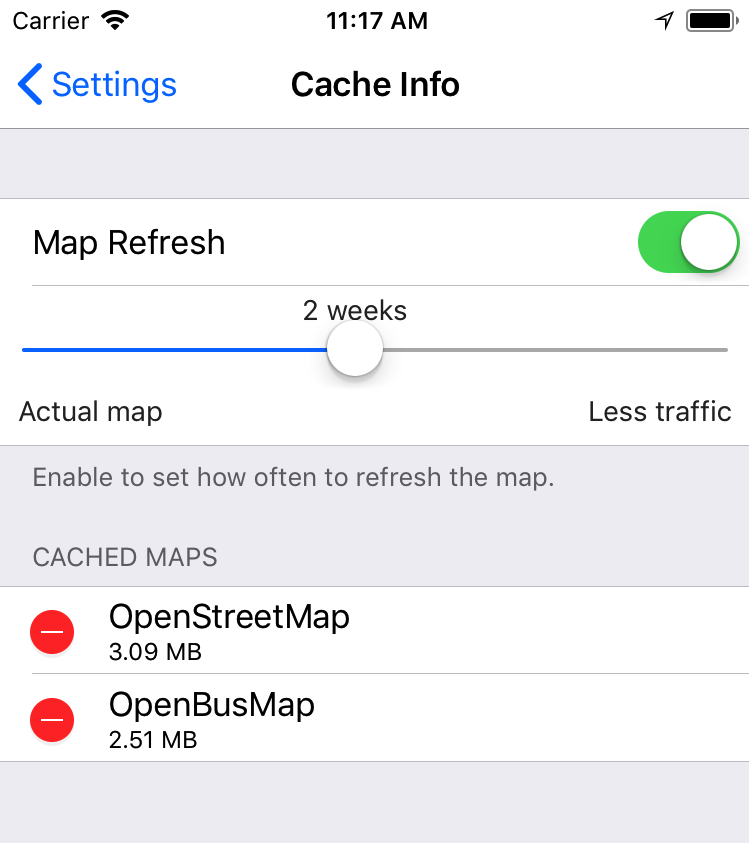 Carrier 11:17 AM
Settings Cache Info
Map Refresh
2 weeks
Actual map Less traffic
Enable to set how often to refresh the map.
CACHED MAPS
OpenStreetMap
3.09 MB
OpenBusMap
2.51 MB